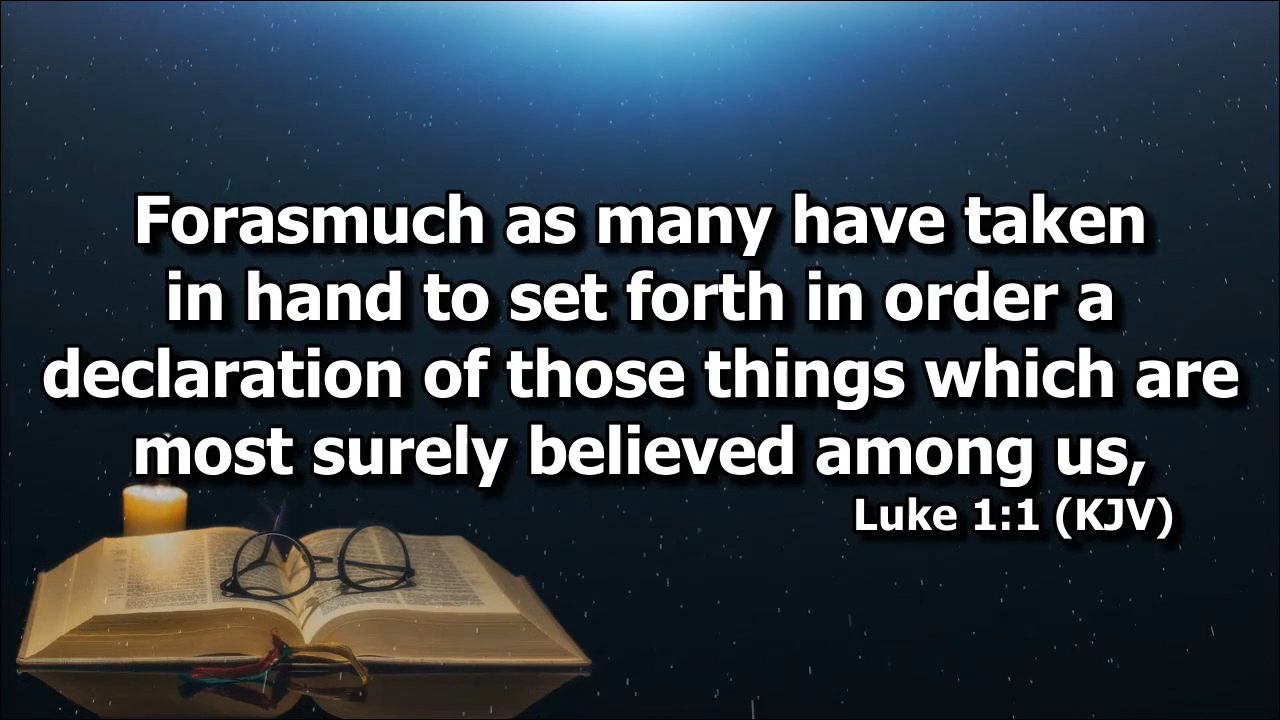 Forasmuch as many have taken
in hand to set forth in order a
declaration of those things which are
most surely believed among us,
Luke 1:1 (KJV)